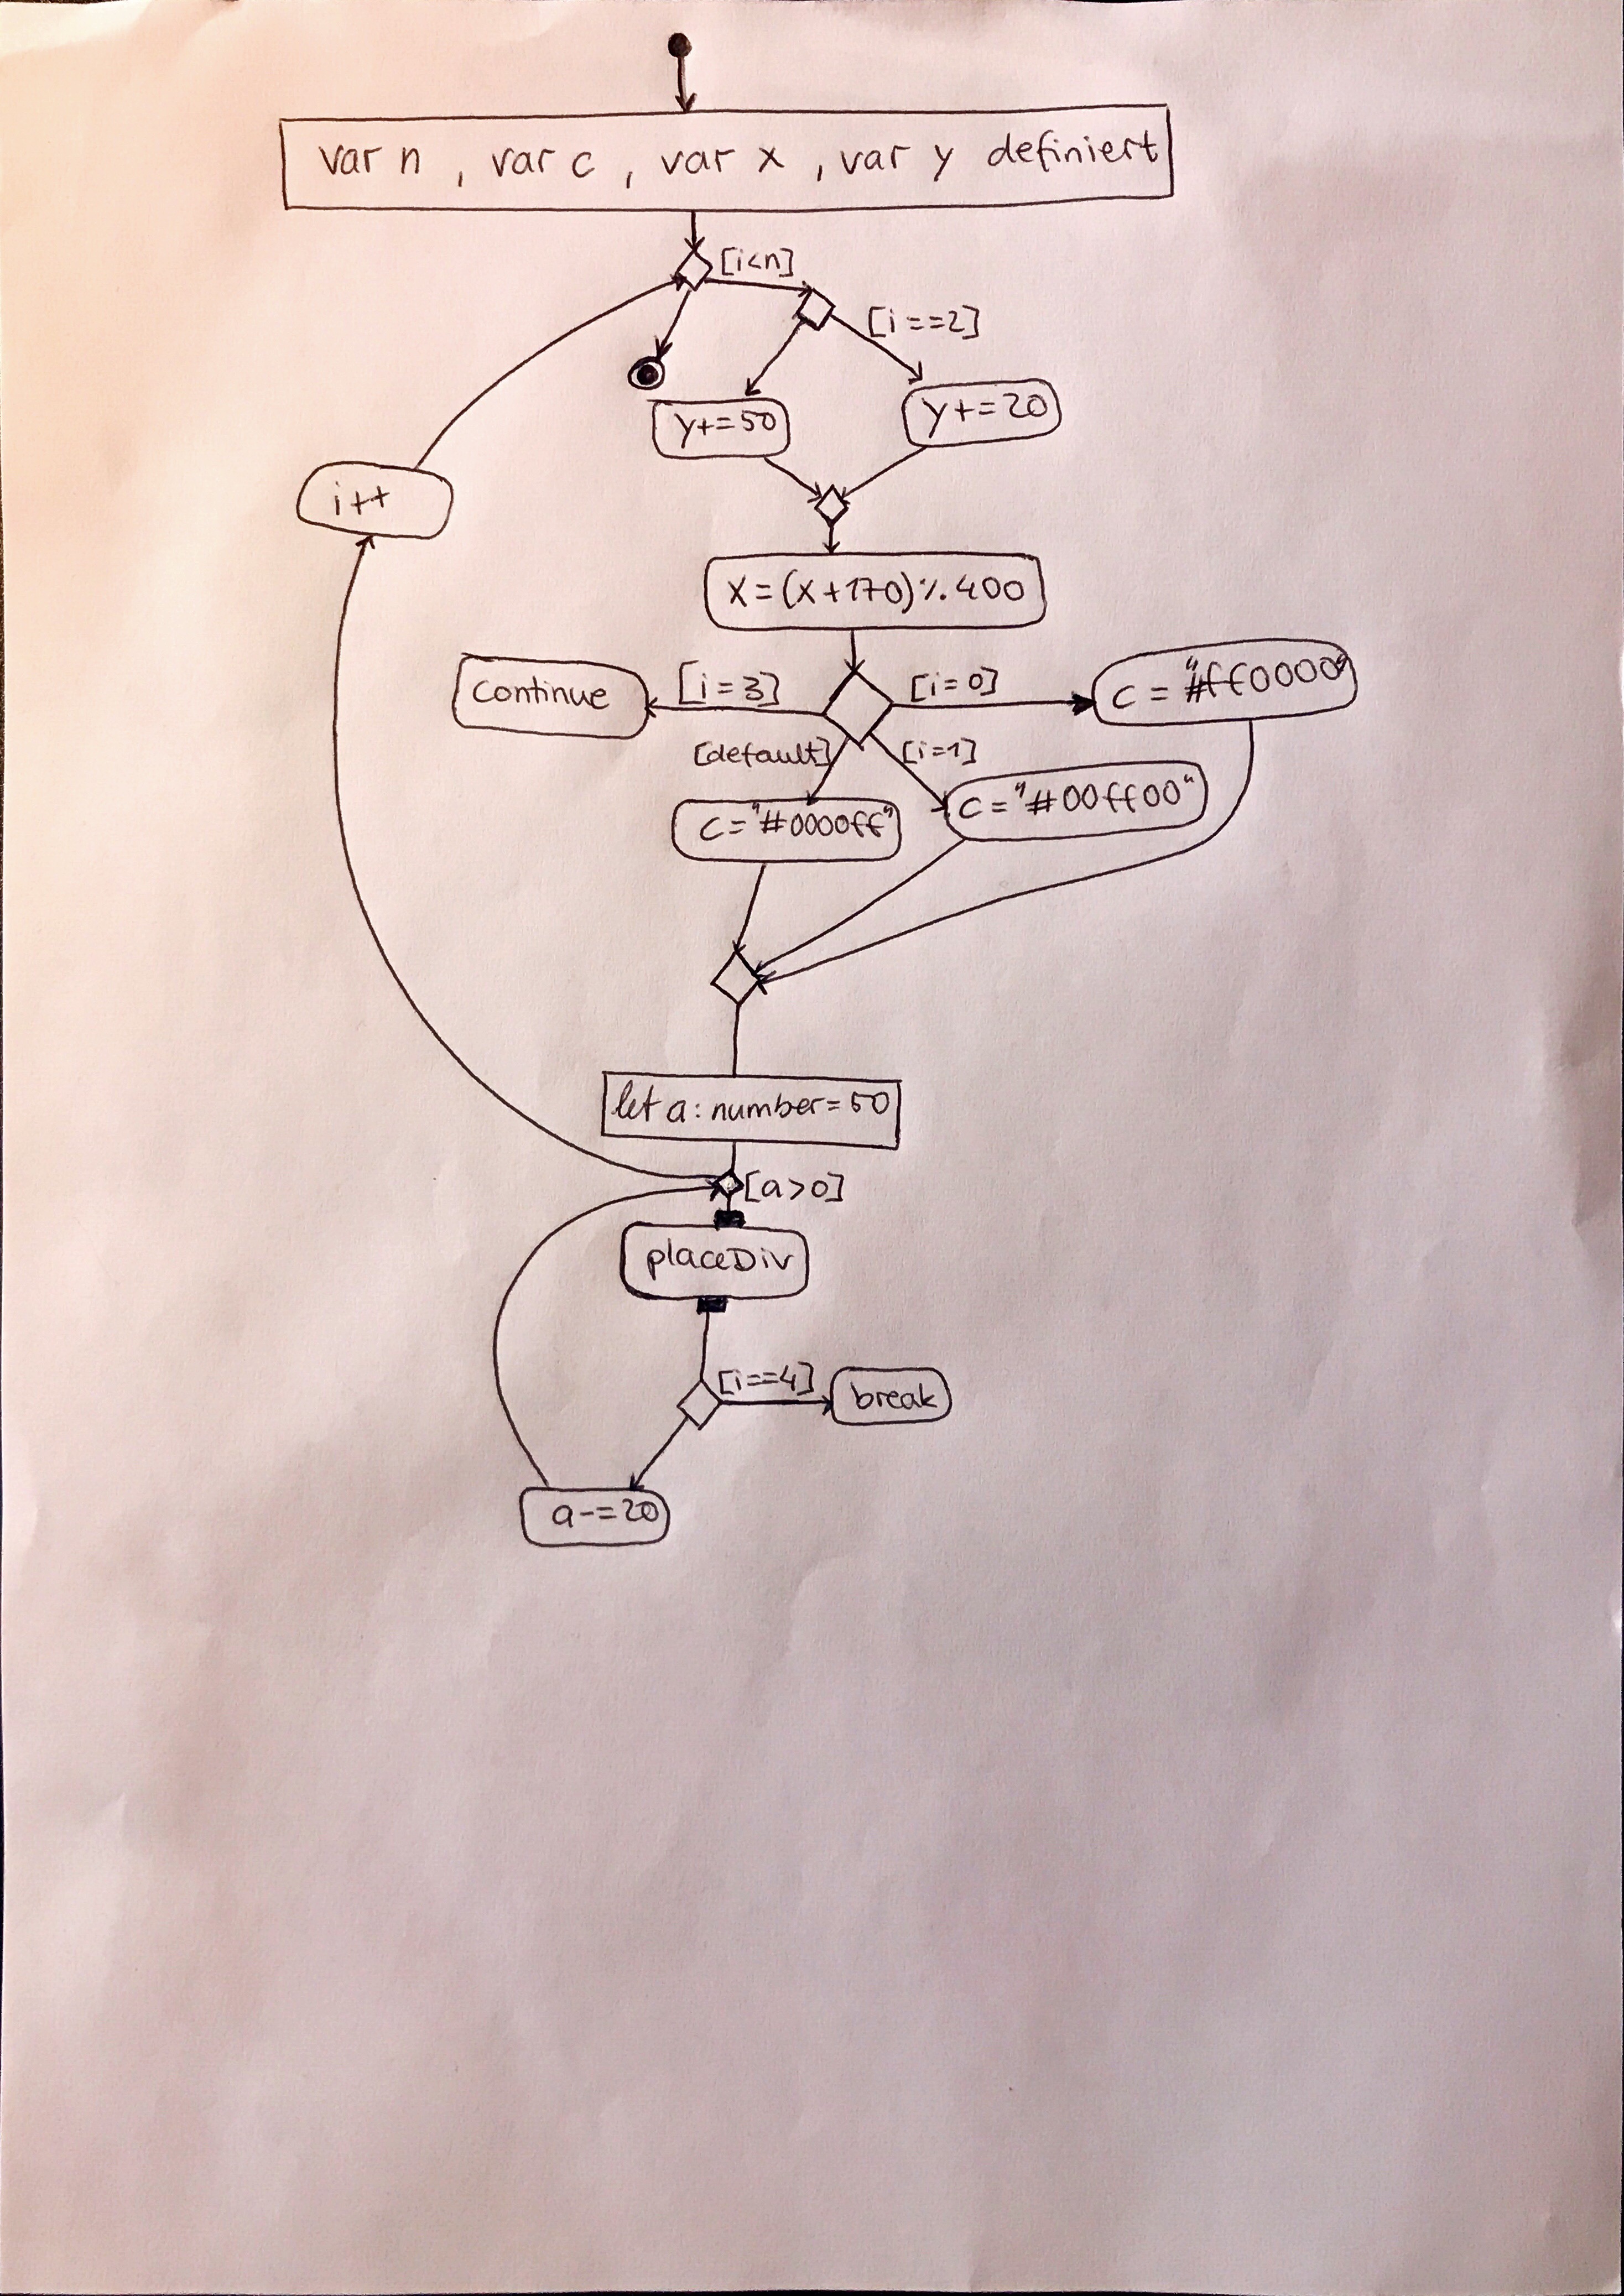 var n , var c , var x , var y definiert
[i<n]
[i==2]
y+=50
y+=20
i++
x=(x+170)%400
continue
[i=3]
[i=0]
c = "#ff0000"
[default]
[i=1]
c="#0000ff"
c="#00ff00"
let a: number=50
[a>0]
placeDiv
[i==4]
break
a-=20